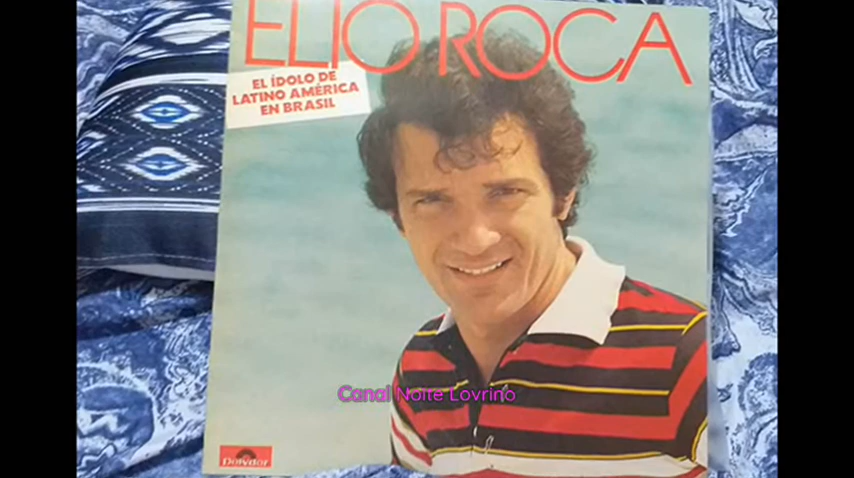 ELIO ROCA
EL ÍDOLO DE
LATINO AMÉRICA
EN BRASIL
Canal Noite Lovrino
Polydor